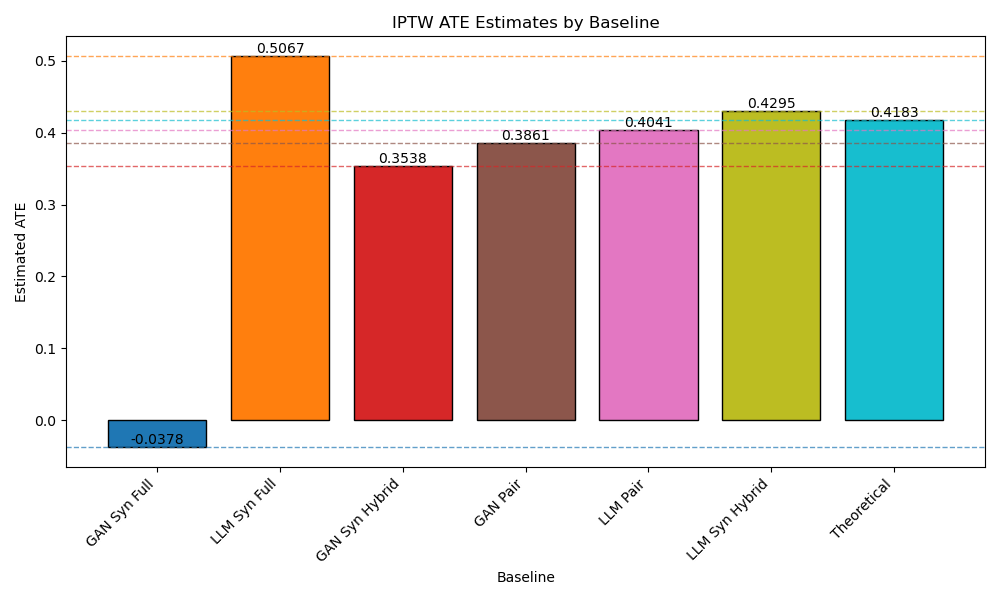 IPTW ATE Estimates by Baseline
Estimated ATE
0.5
0.4
0.3
0.2
0.1
0.0
-0.0378
0.5067
0.3538
0.3861
0.4041
0.4295
0.4183
GAN Syn Full
LLM Syn Full
GAN Syn Hybrid
GAN Pair
LLM Pair
LLM Syn Hybrid
Theoretical
Baseline